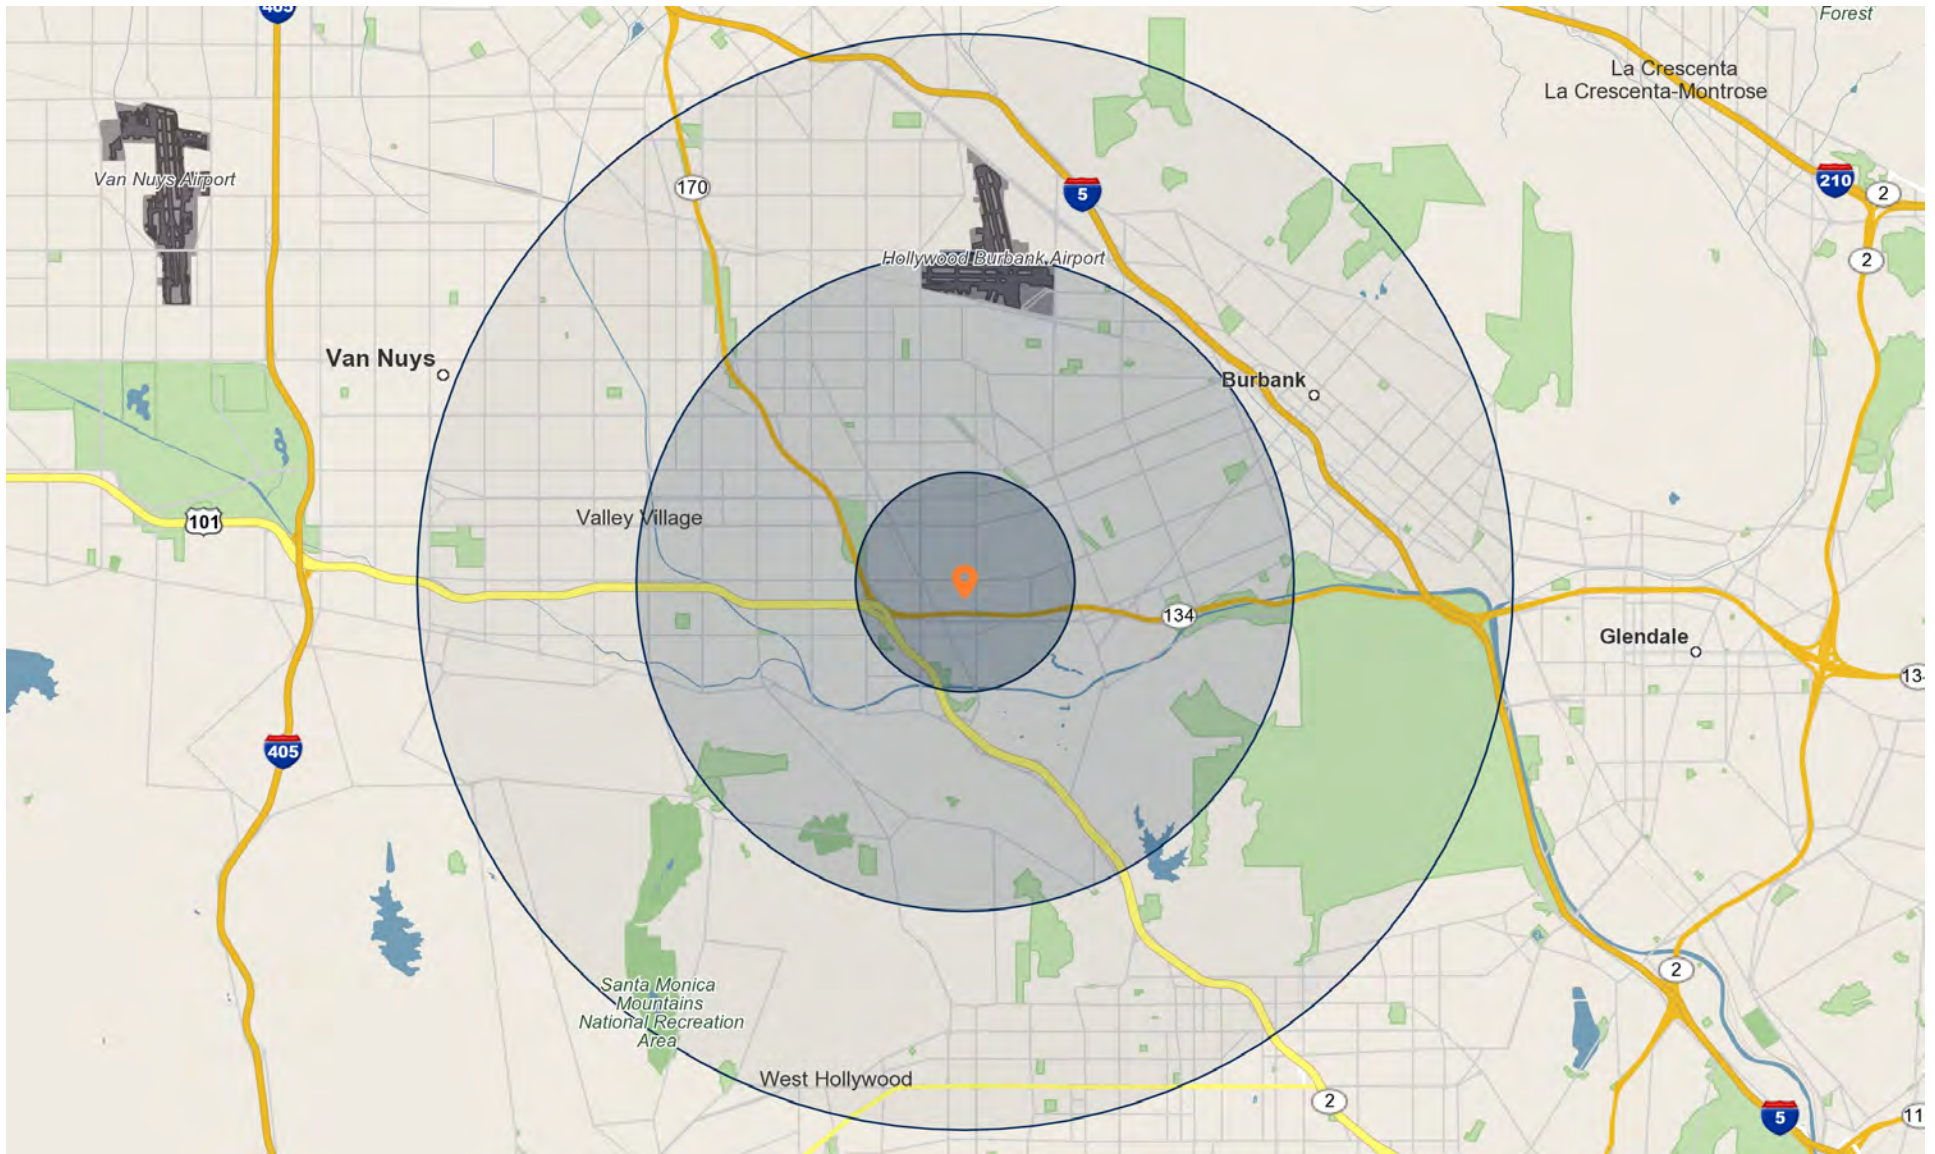 405
Forest
La Crescenta
La Crescenta-Montrose
Van Nuys Airport
170
5
210
2
Hollywood Burbank Airport
2
Van Nuys
Burbank
101
Valley Village
134
Glendale
405
Santa Monica
Mountains
National Recreation
Area
2
West Hollywood
2
5